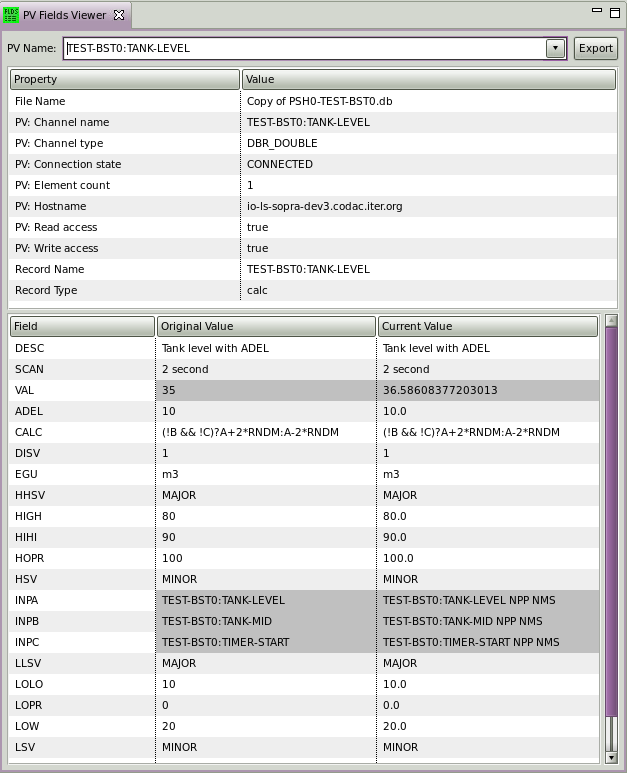 PV Fields Viewer
PV Name: TEST-BST0:TANK-LEVEL Export
Property Value
File Name Copy of PSH0-TEST-BST0.db
PV: Channel name TEST-BST0:TANK-LEVEL
PV: Channel type DBR_DOUBLE
PV: Connection state CONNECTED
PV: Element count 1
PV: Hostname io-ls-sopra-dev3.codac.iter.org
PV: Read access true
PV: Write access true
Record Name TEST-BST0:TANK-LEVEL
Record Type calc
Field Original Value Current Value
DESC Tank level with ADEL Tank level with ADEL
SCAN 2 second 2 second
VAL 35 36.58608377203013
ADEL 10 10.0
CALC (!B && !C)?A+2*RNDM:A-2*RNDM (!B && !C)?A+2*RNDM:A-2*RNDM
DISV 1 1
EGU m3 m3
HHSV MAJOR MAJOR
HIGH 80 80.0
HIHI 90 90.0
HOPR 100 100.0
HSV MINOR MINOR
INPA TEST-BST0:TANK-LEVEL TEST-BST0:TANK-LEVEL NPP NMS
INPB TEST-BST0:TANK-MID TEST-BST0:TANK-MID NPP NMS
INPC TEST-BST0:TIMER-START TEST-BST0:TIMER-START NPP NMS
LLSV MAJOR MAJOR
LOLO 10 10.0
LOPR 0 0.0
LOW 20 20.0
LSV MINOR MINOR